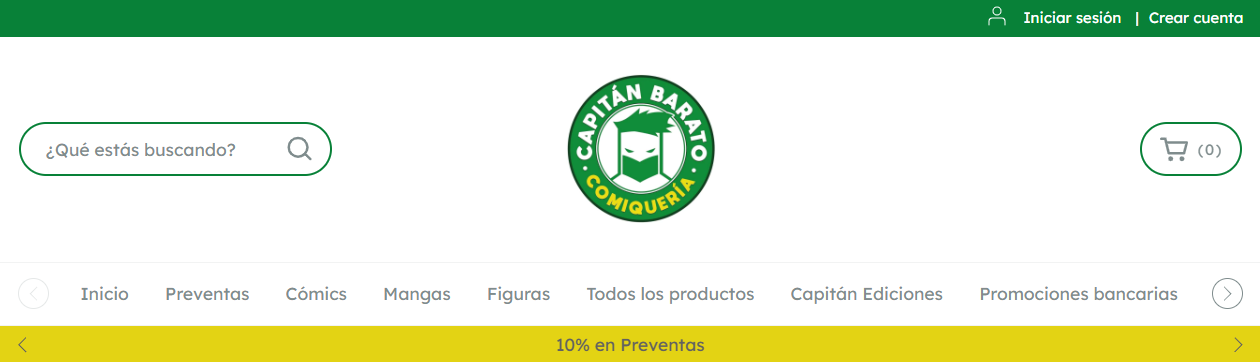 Iniciar sesión | Crear cuenta
¿Qué estás buscando?
CAPITÁN BARATO
COMIQUERÍA
(0)
Inicio Preventas Cómics Mangas Figuras Todos los productos Capitán Ediciones Promociones bancarias
10% en Preventas